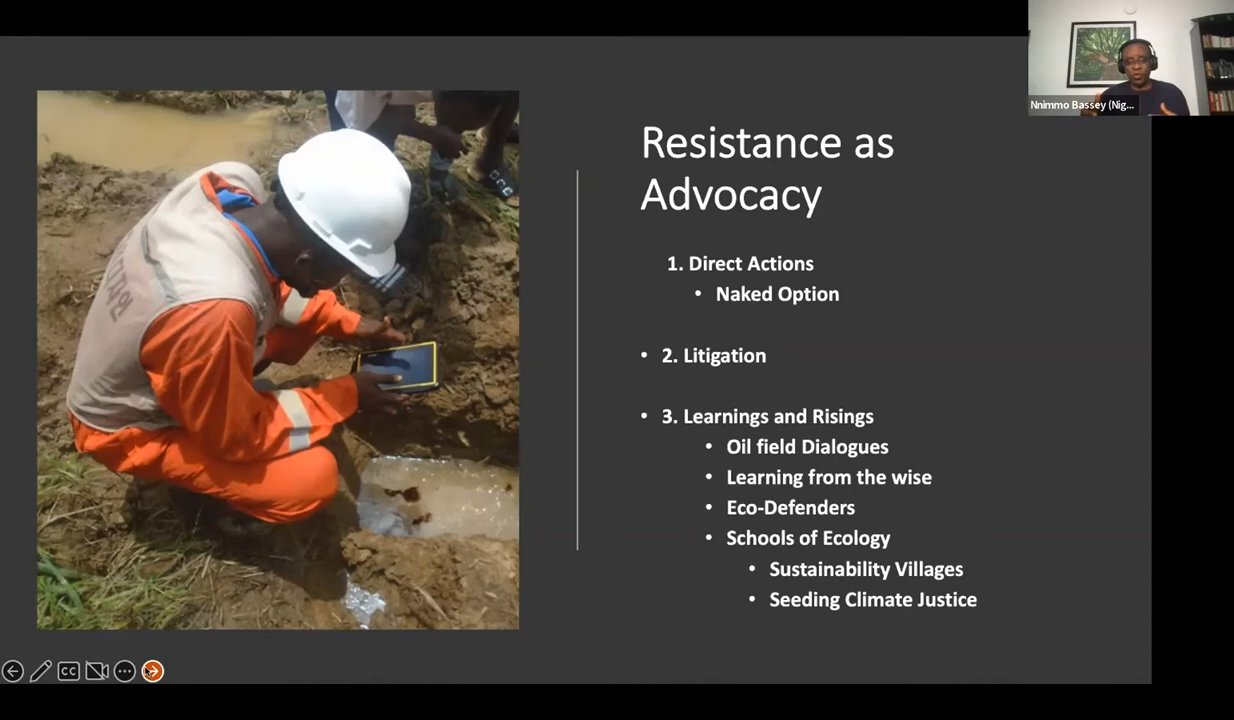 Nnimmo Bassey (Nig...
Resistance as
Advocacy
1. Direct Actions
• Naked Option
• 2. Litigation
• 3. Learnings and Risings
• Oil field Dialogues
• Learning from the wise
• Eco-Defenders
• Schools of Ecology
• Sustainability Villages
• Seeding Climate Justice
CC